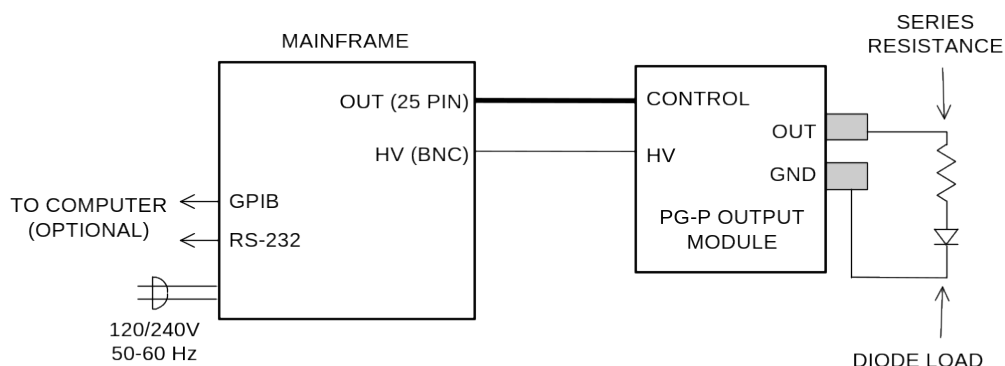 SERIES
RESISTANCE
MAINFRAME
OUT (25 PIN)
CONTROL
OUT
HV (BNC)
HV
GND
GPIB
TO COMPUTER
(OPTIONAL)
RS-232
PG-P OUTPUT
MODULE
120/240V
50-60 Hz
DIODE LOAD